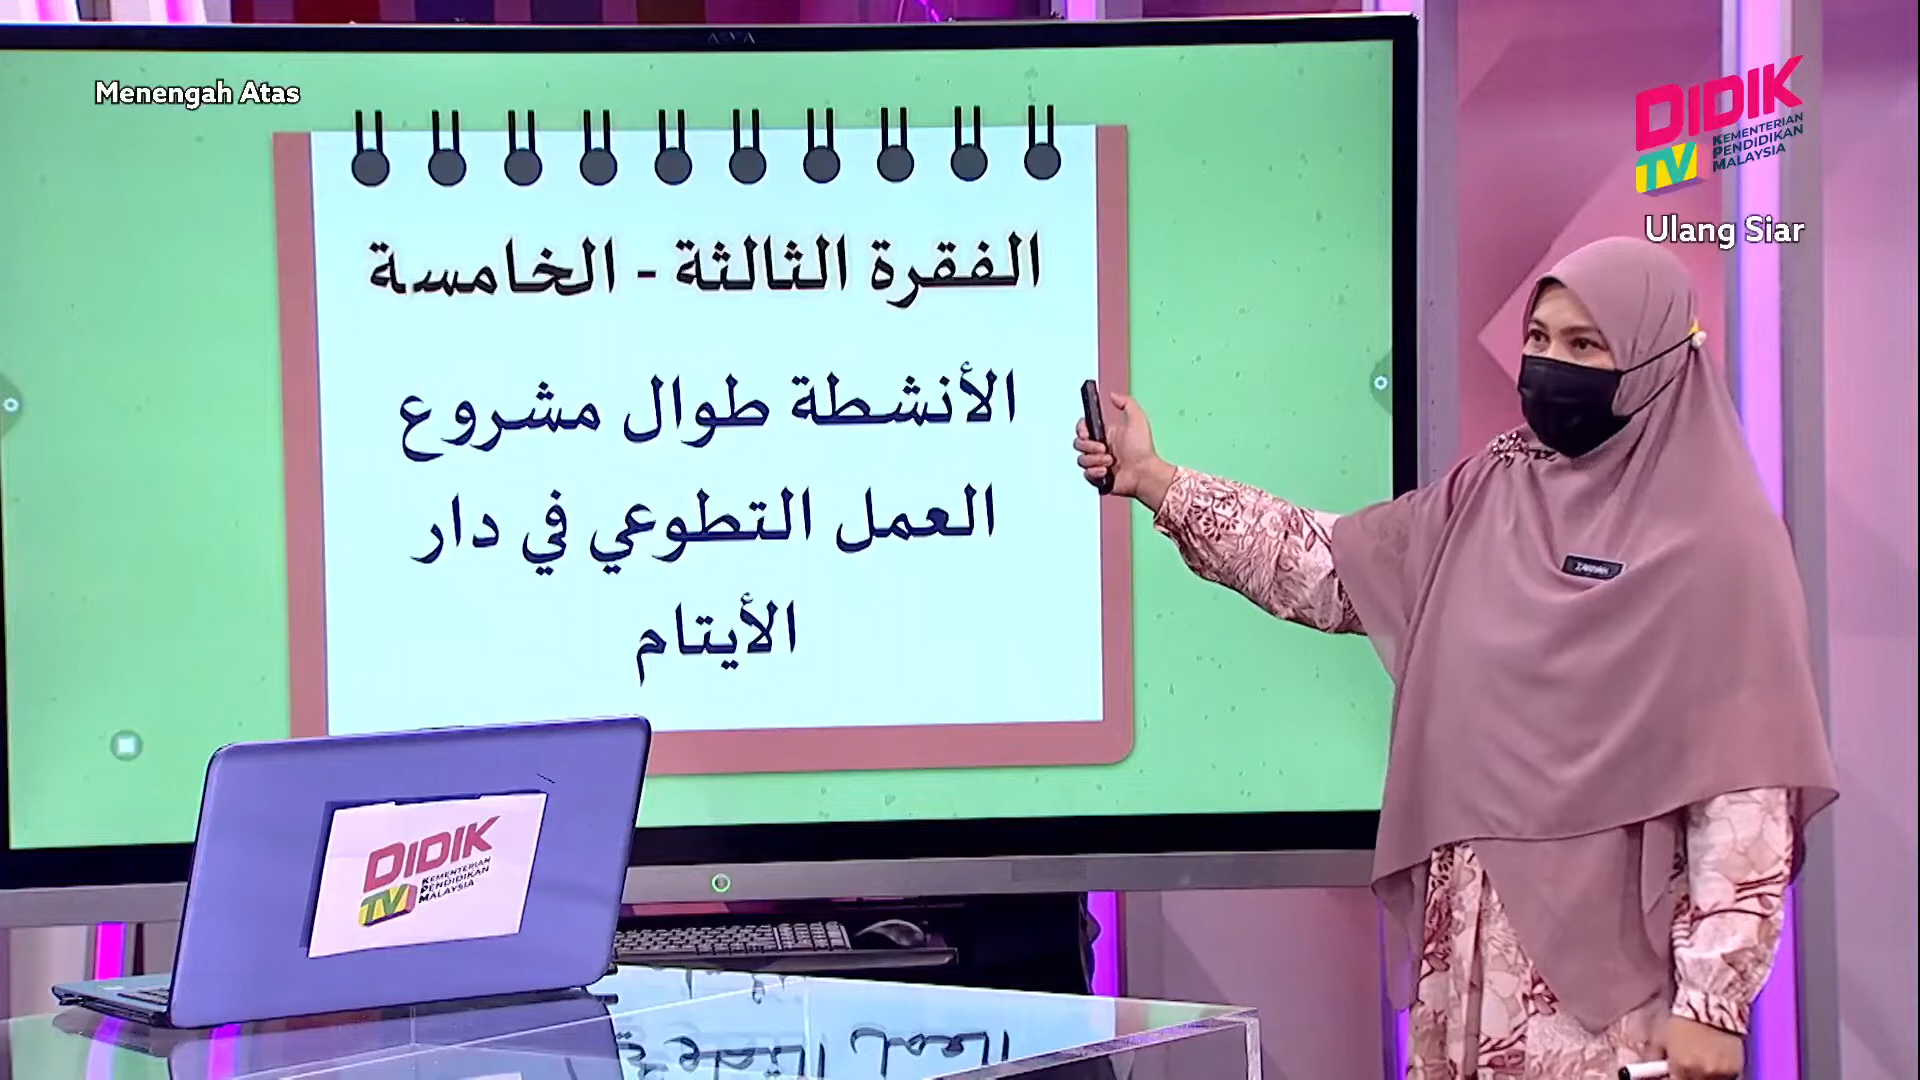 Menengah Atas
DIDIK
TV
KEMENTERIAN
PENDIDIKAN
MALAYSIA
Ulang Siar
الفقرة الثالثة - الخامسة
الأنشطة طوال مشروع
العمل التطوعي في دار
الأيتام
DIDIK
TV
KEMENTERIAN
PENDIDIKAN
MALAYSIA